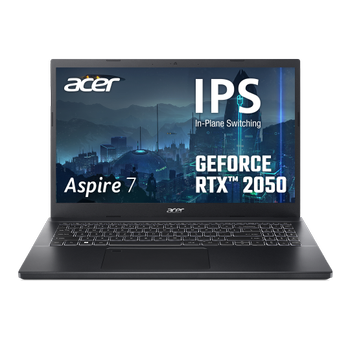 acer
IPS
In-Plane Switching
GEFORCE
RTX™ 2050
Aspire 7
acer